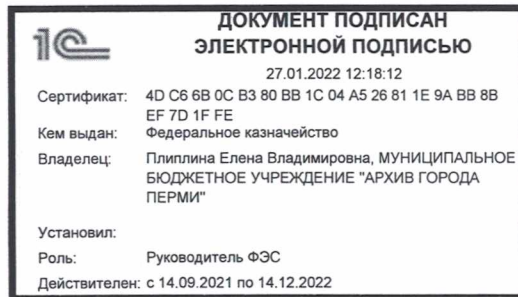 1С
ДОКУМЕНТ ПОДПИСАН
ЭЛЕКТРОННОЙ ПОДПИСЬЮ
27.01.2022 12:18:12
Сертификат: 4D C6 6B 0C B3 80 BB 1C 04 A5 26 81 1E 9A BB 8B
EF 7D 1F FE
Кем выдан: Федеральное казначейство
Владелец: Плиплина Елена Владимировна, МУНИЦИПАЛЬНОЕ
БЮДЖЕТНОЕ УЧРЕЖДЕНИЕ "АРХИВ ГОРОДА
ПЕРМИ"
Установил:
Роль: Руководитель ФЭС
Действителен: с 14.09.2021 по 14.12.2022